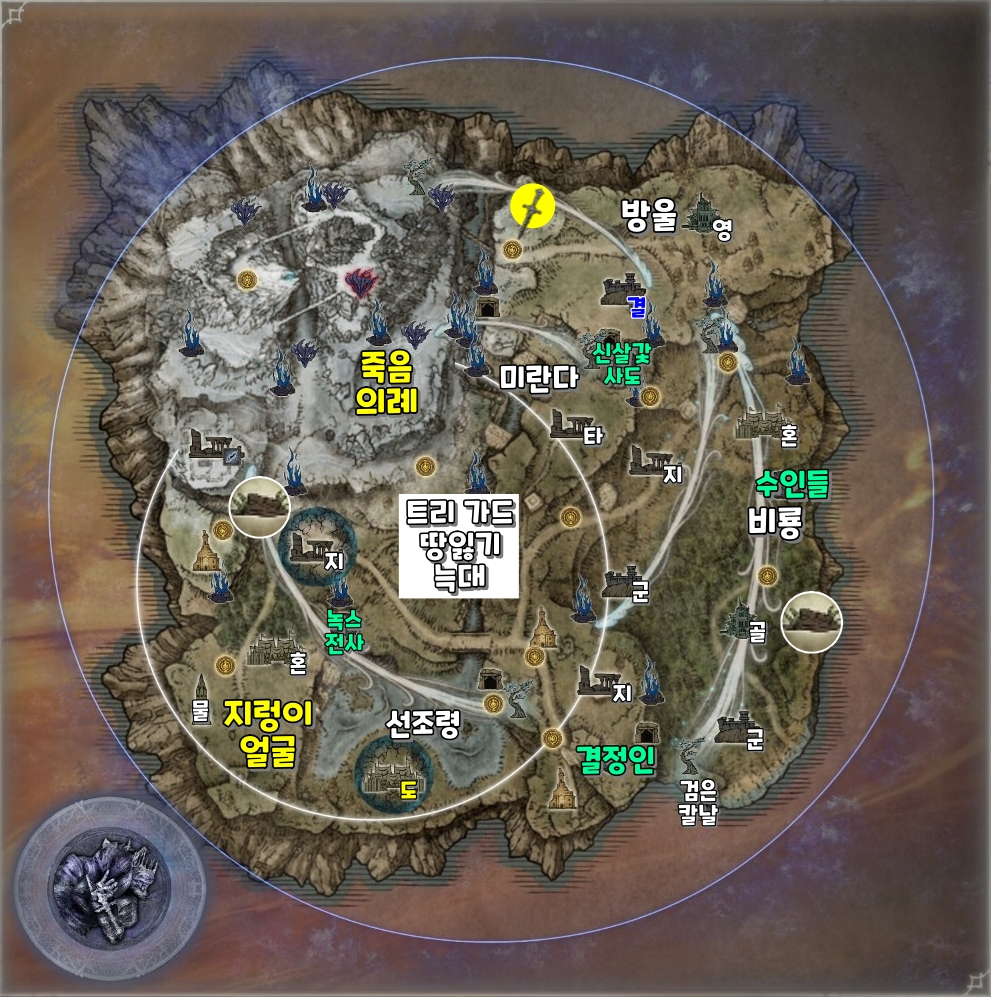 방울
영
결
신살갗
사도
죽음
의례
미란다
타
혼
지
수인들
비룡
트리 가드
땅잃기
늑대
지
군
녹스
전사
골
혼
지
물
지렁이
얼굴
선조령
군
결정인
도
검은
칼날